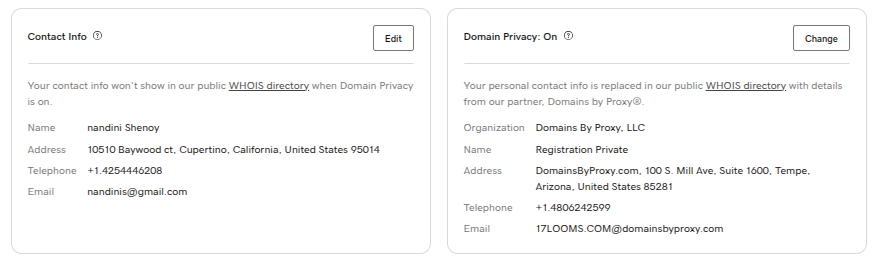 Contact Info
Edit
Your contact info won't show in our public WHOIS directory when Domain Privacy
is on.
Name nandini Shenoy
Address 10510 Baywood ct, Cupertino, California, United States 95014
Telephone +1.4254446208
Email nandinis@gmail.com
Domain Privacy: On
Change
Your personal contact info is replaced in our public WHOIS directory with details
from our partner, Domains by Proxy®.
Organization Domains By Proxy, LLC
Name Registration Private
Address DomainsByProxy.com, 100 S. Mill Ave, Suite 1600, Tempe,
Arizona, United States 85281
Telephone +1.4806242599
Email 17LOOMS.COM@domainsbyproxy.com